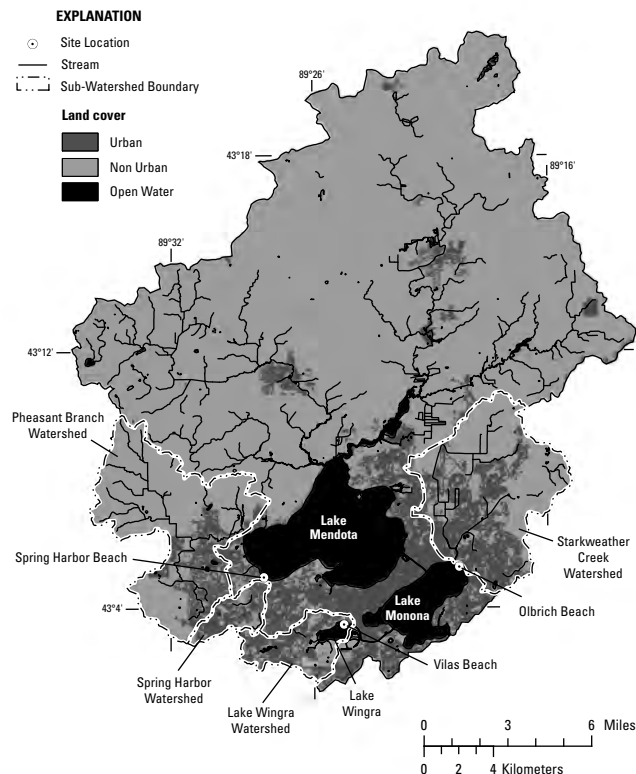 EXPLANATION
Site Location
Stream
Sub-Watershed Boundary
Land cover
Urban
Non Urban
Open Water
89°26'
43°18'
89°16'
89°32'
43°12'
Pheasant Branch
Watershed
Lake
Mendota
Starkweather
Creek
Watershed
Spring Harbor Beach
Olbrich Beach
43°4'
Lake
Monona
Vilas Beach
Spring Harbor
Watershed
Lake
Wingra
Lake Wingra
Watershed
0 3 6 Miles
0 2 4 Kilometers